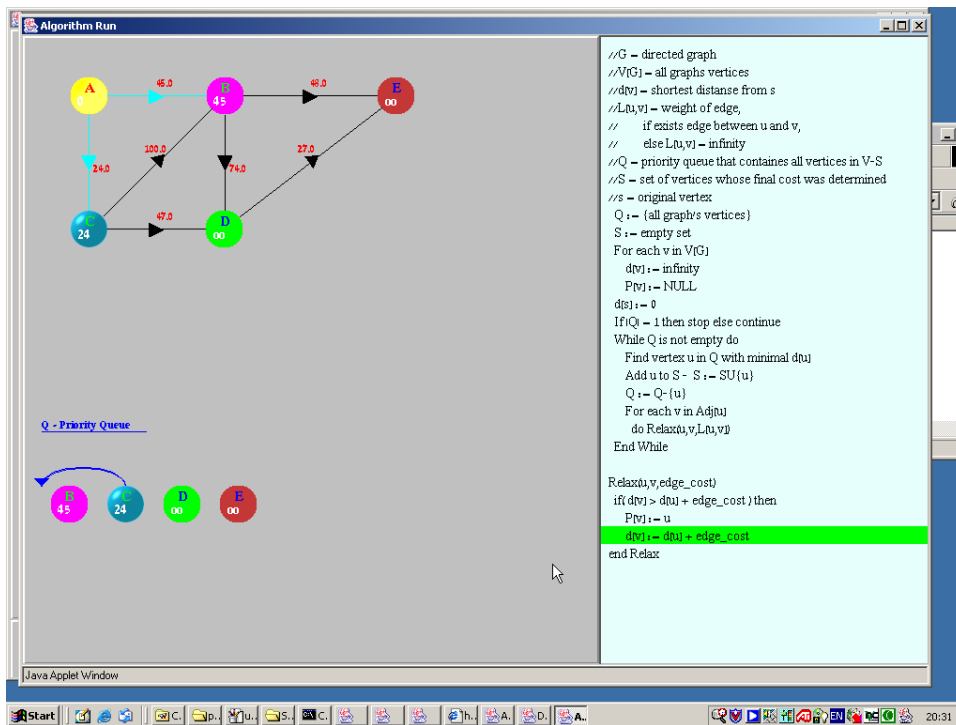 Algorithm Run
A
0
45.0
B
45
48.0
E
00
24.0
100.0
74.0
27.0
C
24
47.0
D
00
Q - Priority Queue
B
45
C
24
D
00
E
00
//G = directed graph
//V[G] = all graphs vertices
//d[v] = shortest distanse from s
//L[u,v] = weight of edge,
// if exists edge between u and v,
// else L[u,v] = infinity
//Q = priority queue that containes all vertices in V-S
//S = set of vertices whose final cost was determined
//s = original vertex
Q := {all graph's vertices}
S := empty set
For each v in V[G]
d[v] := infinity
P[v] := NULL
d[s] := 0
If |Q| = 1 then stop else continue
While Q is not empty do
Find vertex u in Q with minimal d[u]
Add u to S - S := SU{u}
Q := Q-{u}
For each v in Adj[u]
do Relax(u,v,L[u,v])
End While
Relax(u,v,edge_cost)
if( d[v] > d[u] + edge_cost ) then
P[v] := u
d[v] := d[u] + edge_cost
end Relax
Java Applet Window
Start
C.
p..
u..
S..
C.
h..
A.
D.
A..
EN
20:31